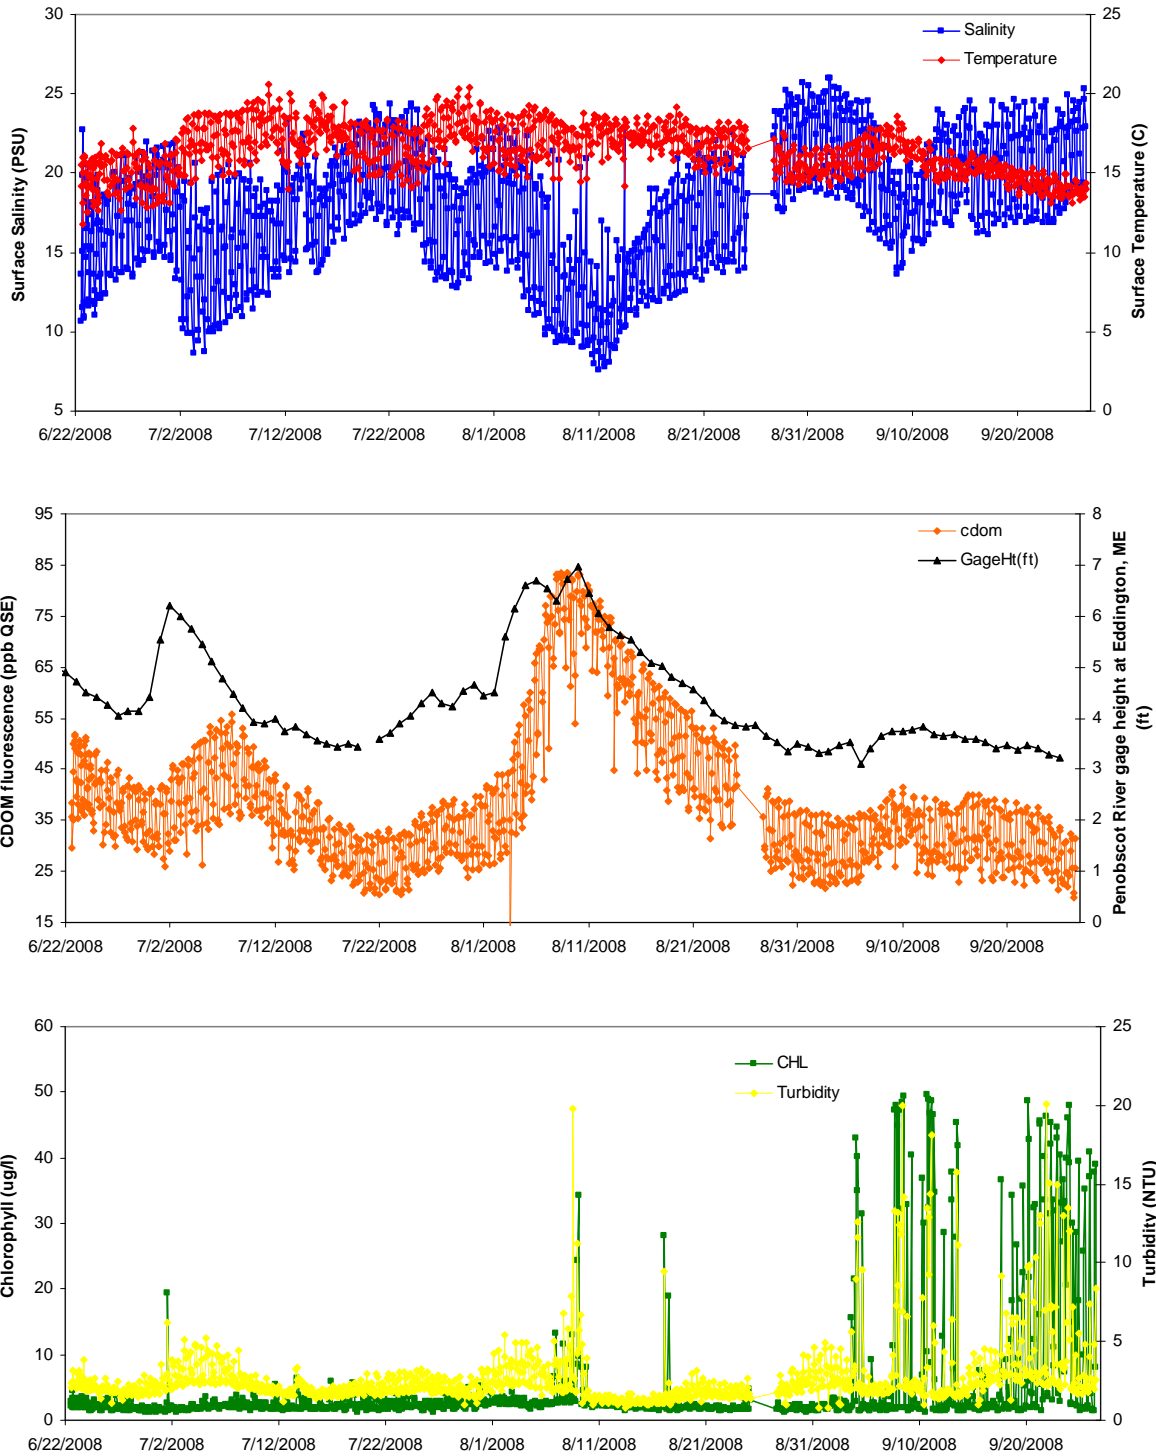 30
25
20
15
10
5
25
20
15
10
5
0
Surface Salinity (PSU)
Surface Temperature (C)
Salinity
Temperature
6/22/2008 7/2/2008 7/12/2008 7/22/2008 8/1/2008 8/11/2008 8/21/2008 8/31/2008 9/10/2008 9/20/2008
95
85
75
65
55
45
35
25
15
8
7
6
5
4
3
2
1
0
CDOM fluorescence (ppb QSE)
Penobscot River gage height at Eddington, ME
(ft)
cdom
GageHt(ft)
6/22/2008 7/2/2008 7/12/2008 7/22/2008 8/1/2008 8/11/2008 8/21/2008 8/31/2008 9/10/2008 9/20/2008
60
50
40
30
20
10
0
25
20
15
10
5
0
Chlorophyll (ug/l)
Turbidity (NTU)
CHL
Turbidity
6/22/2008 7/2/2008 7/12/2008 7/22/2008 8/1/2008 8/11/2008 8/21/2008 8/31/2008 9/10/2008 9/20/2008